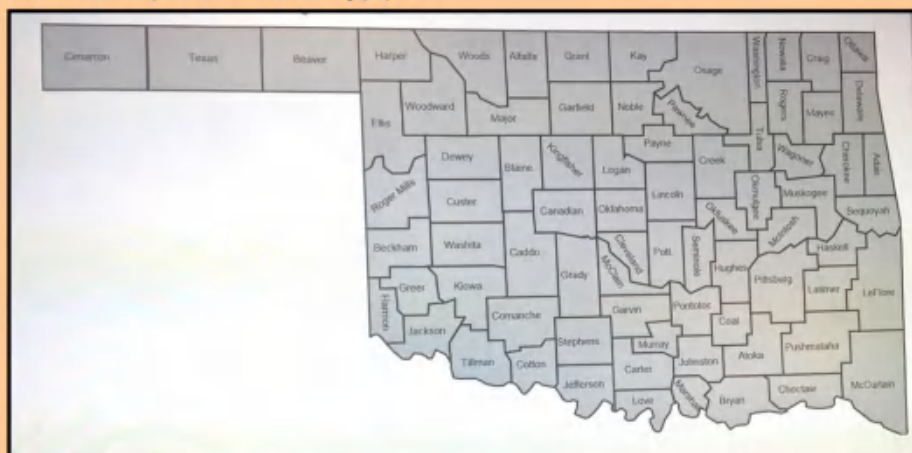 Cimarron
Texas
Beaver
Harper
Woods
Alfalfa
Grant
Kay
Osage
Washington
Nowata
Craig
Ottawa
Ellis
Woodward
Major
Garfield
Noble
Pawnee
Rogers
Mayes
Delaware
Dewey
Blaine
Kingfisher
Logan
Payne
Creek
Tulsa
Wagoner
Cherokee
Adair
Roger Mills
Custer
Canadian
Oklahoma
Lincoln
Okfuskee
Okmulgee
Muskogee
Sequoyah
Beckham
Washita
Caddo
Grady
Cleveland
McClain
Pott
Seminole
Hughes
McIntosh
Haskell
Harmon
Greer
Kiowa
Comanche
Garvin
Pontotoc
Pittsberg
Latimer
LeFlore
Jackson
Tillman
Cotton
Stephens
Murray
Coal
Atoka
Pushmataha
Jefferson
Carter
Johnston
Love
Marshall
Bryan
Choctaw
McCurtain